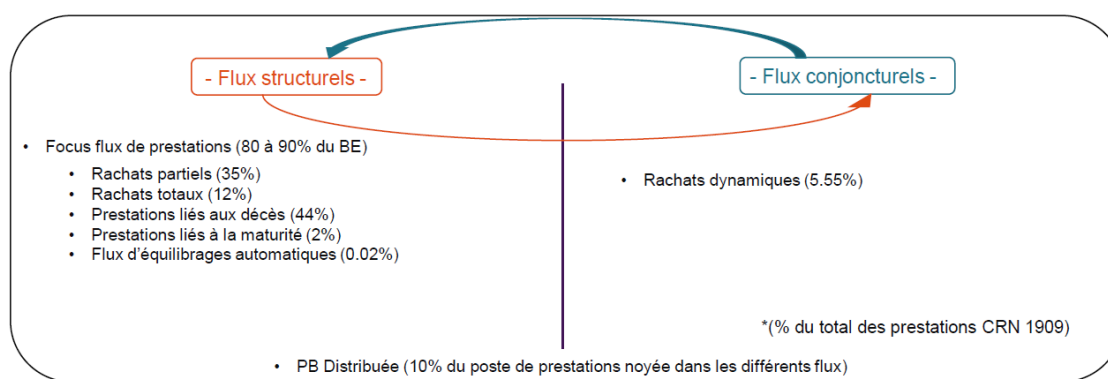 - Flux structurels -
- Flux conjoncturels -
• Focus flux de prestations (80 à 90% du BE)
• Rachats partiels (35%)
• Rachats totaux (12%)
• Prestations liés aux décès (44%)
• Prestations liés à la maturité (2%)
• Flux d'équilibrages automatiques (0.02%)
• Rachats dynamiques (5.55%)
*(% du total des prestations CRN 1909)
• PB Distribuée (10% du poste de prestations noyée dans les différents flux)